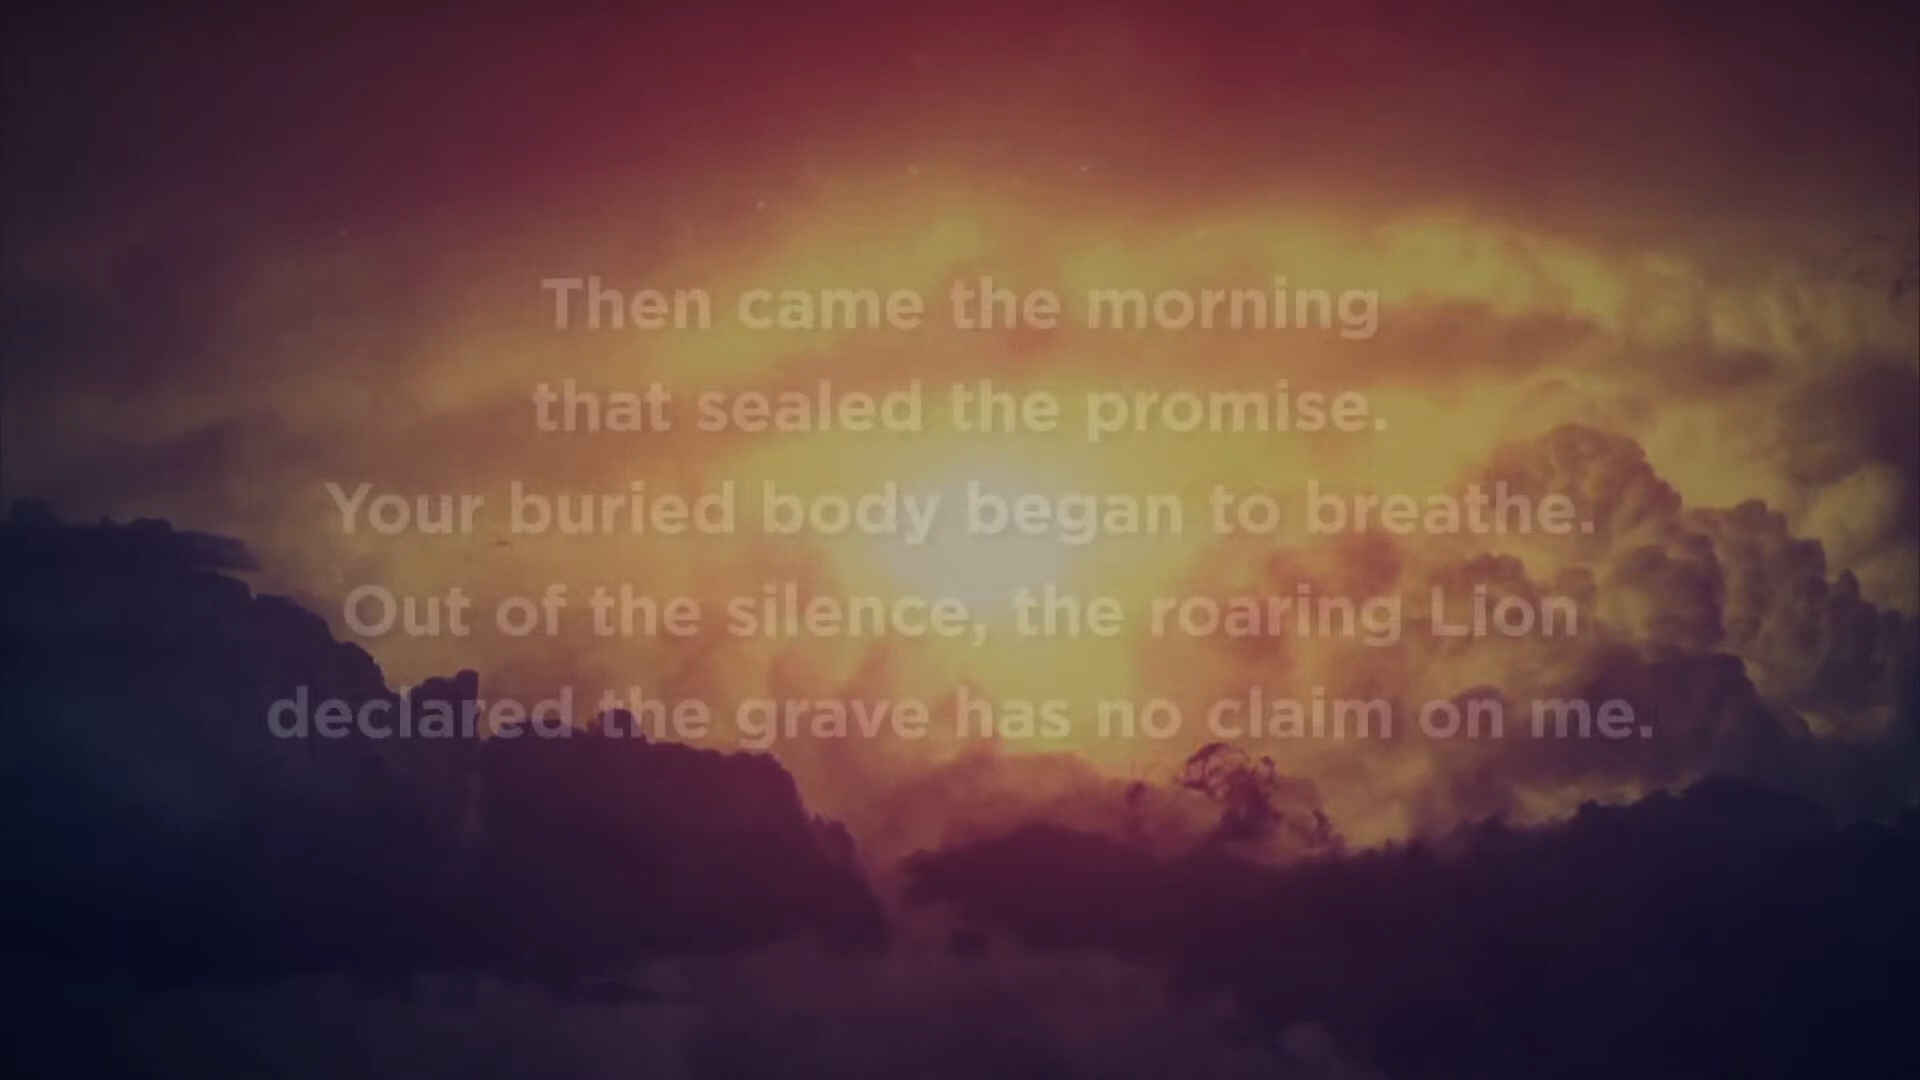 Then came the morning
that sealed the promise.
Your buried body began to breathe.
Out of the silence, the roaring Lion
declared the grave has no claim on me.